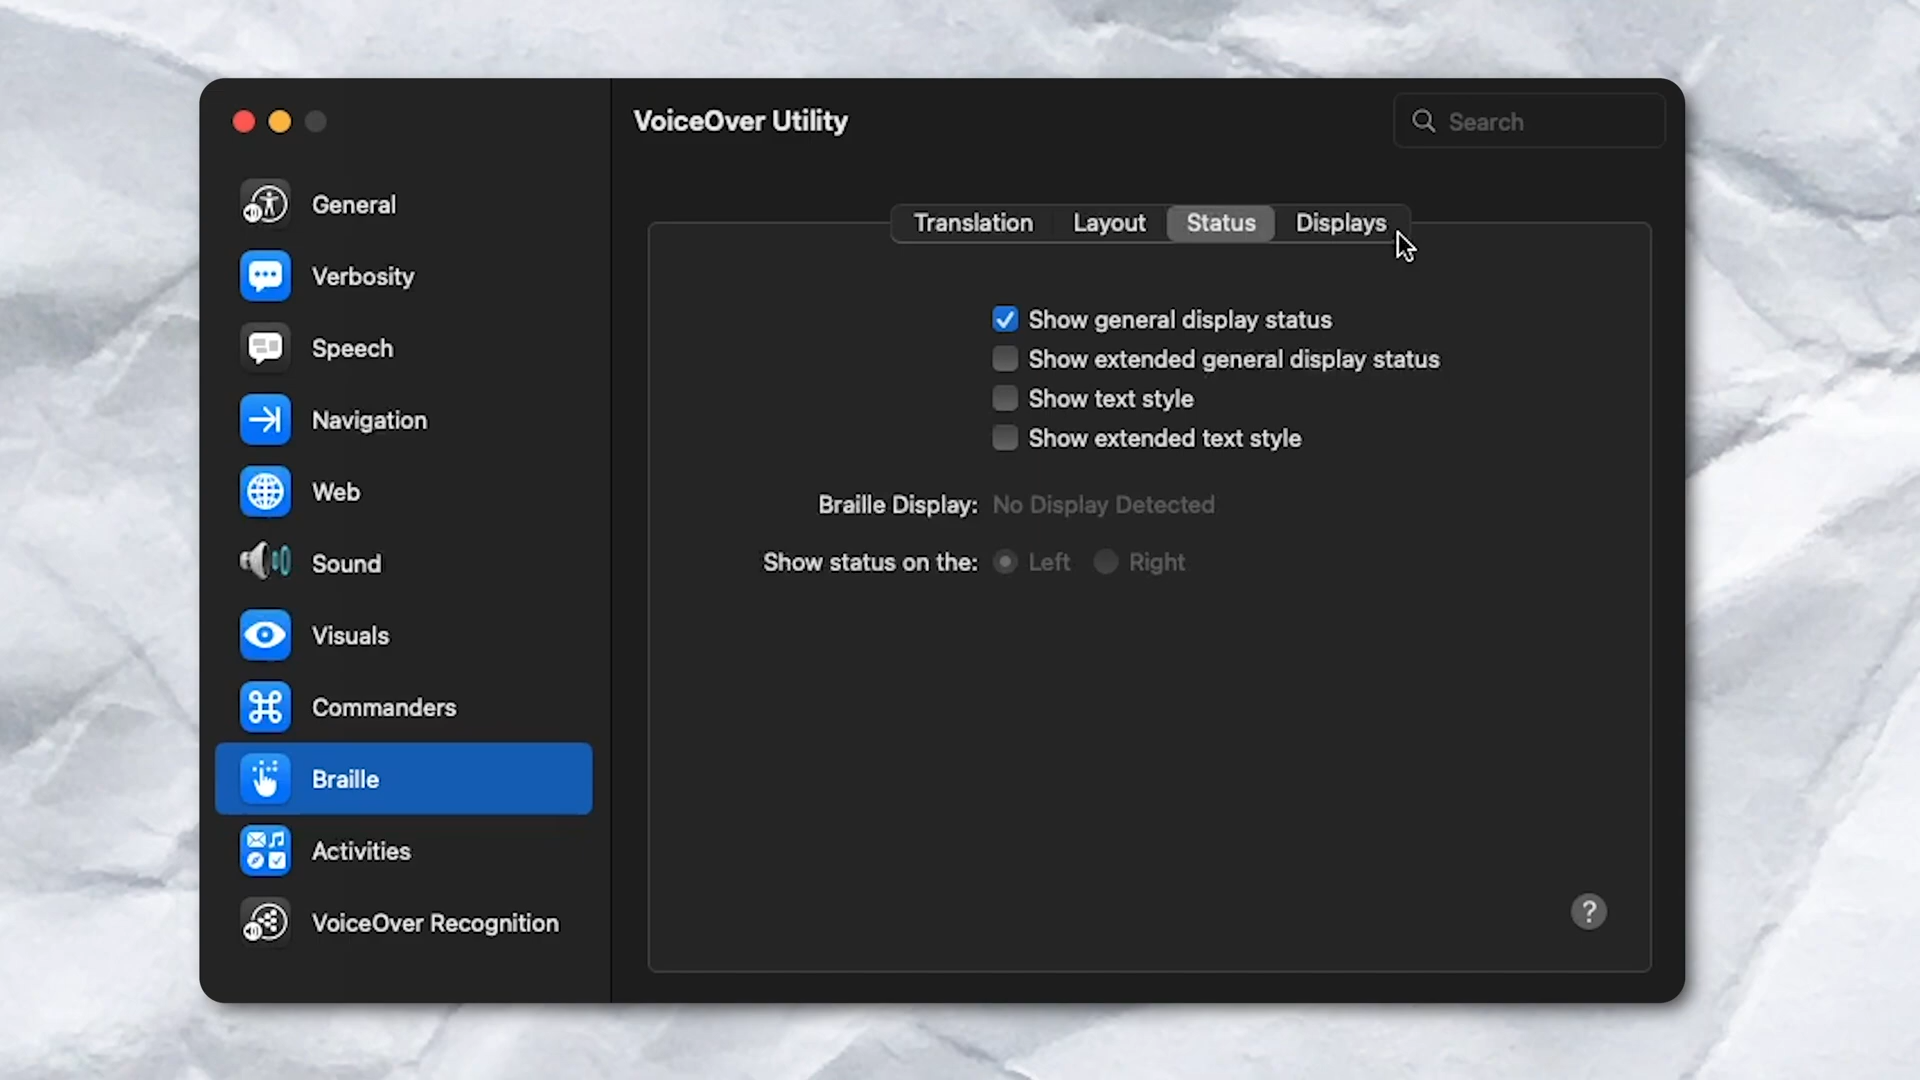 VoiceOver Utility
Search
General
Verbosity
Speech
Navigation
Web
Sound
Visuals
Commanders
Braille
Activities
VoiceOver Recognition
Translation Layout Status Displays
Show general display status
Show extended general display status
Show text style
Show extended text style
Braille Display: No Display Detected
Show status on the: Left Right
?